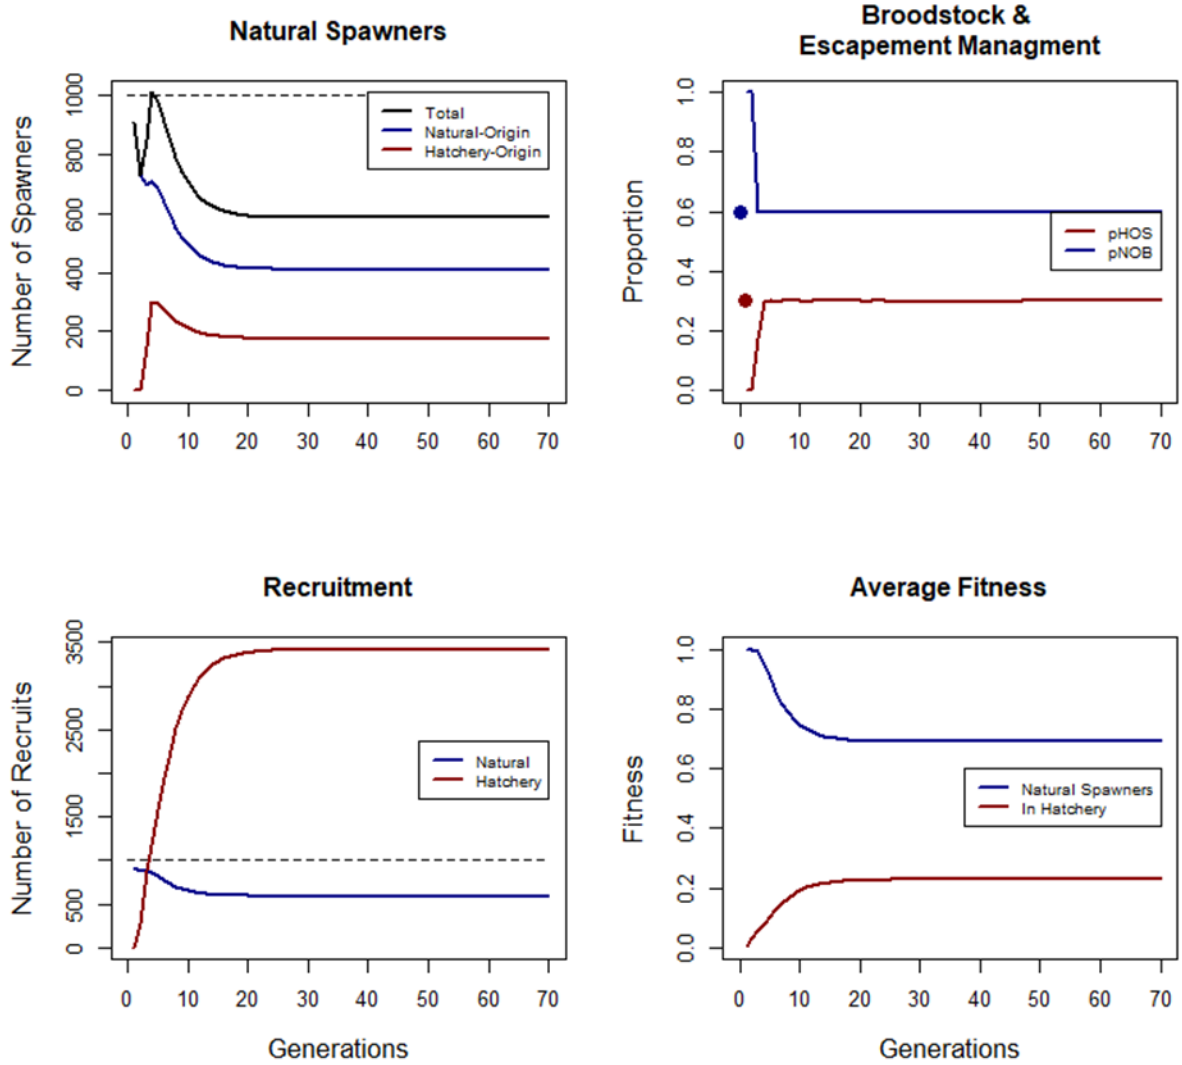 Natural Spawners
Number of Spawners
1000
800
600
400
200
0
Total
Natural-Origin
Hatchery-Origin
0 10 20 30 40 50 60 70
Broodstock &
Escapement Managment
Proportion
1.0
0.8
0.6
0.4
0.2
0.0
pHOS
pNOB
0 10 20 30 40 50 60 70
Recruitment
Number of Recruits
3500
2500
1500
500
0
Natural
Hatchery
0 10 20 30 40 50 60 70
Generations
Average Fitness
Fitness
1.0
0.8
0.6
0.4
0.2
0.0
Natural Spawners
In Hatchery
0 10 20 30 40 50 60 70
Generations